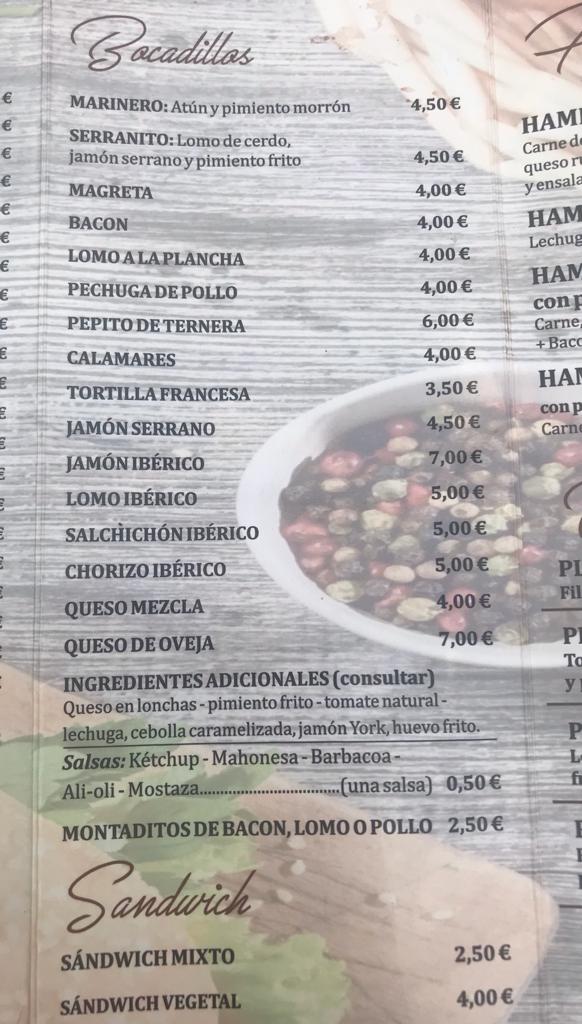 Bocadillos
MARINERO: Atún y pimiento morrón 4,50 €
SERRANITO: Lomo de cerdo,
jamón serrano y pimiento frito 4,50 €
MAGRETA 4,00 €
BACON 4,00 €
LOMO A LA PLANCHA 4,00 €
PECHUGA DE POLLO 4,00 €
PEPITO DE TERNERA 6,00 €
CALAMARES 4,00 €
TORTILLA FRANCESA 3,50 €
JAMÓN SERRANO 4,50 €
JAMÓN IBÉRICO 7,00 €
LOMO IBÉRICO 5,00 €
SALCHICHÓN IBÉRICO 5,00 €
CHORIZO IBÉRICO 5,00 €
QUESO MEZCLA 4,00 €
QUESO DE OVEJA 7,00 €
INGREDIENTES ADICIONALES (consultar)
Queso en lonchas - pimiento frito - tomate natural -
lechuga, cebolla caramelizada, jamón York, huevo frito.
Salsas: Kétchup - Mahonesa - Barbacoa -
Ali-oli - Mostaza..................................(una salsa) 0,50 €
MONTADITOS DE BACON, LOMO O POLLO 2,50 €
Sandwich
SÁNDWICH MIXTO 2,50 €
SÁNDWICH VEGETAL 4,00 €
Carne
queso
y
con
Carne,
+
con
y